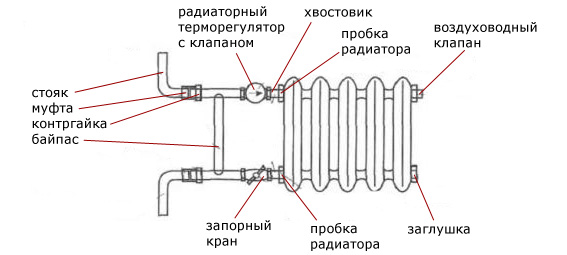 радиаторный
терморегулятор
с клапаном
хвостовик
пробка
радиатора
воздуховодный
клапан
стояк
муфта
контргайка
байпас
запорный
кран
пробка
радиатора
заглушка